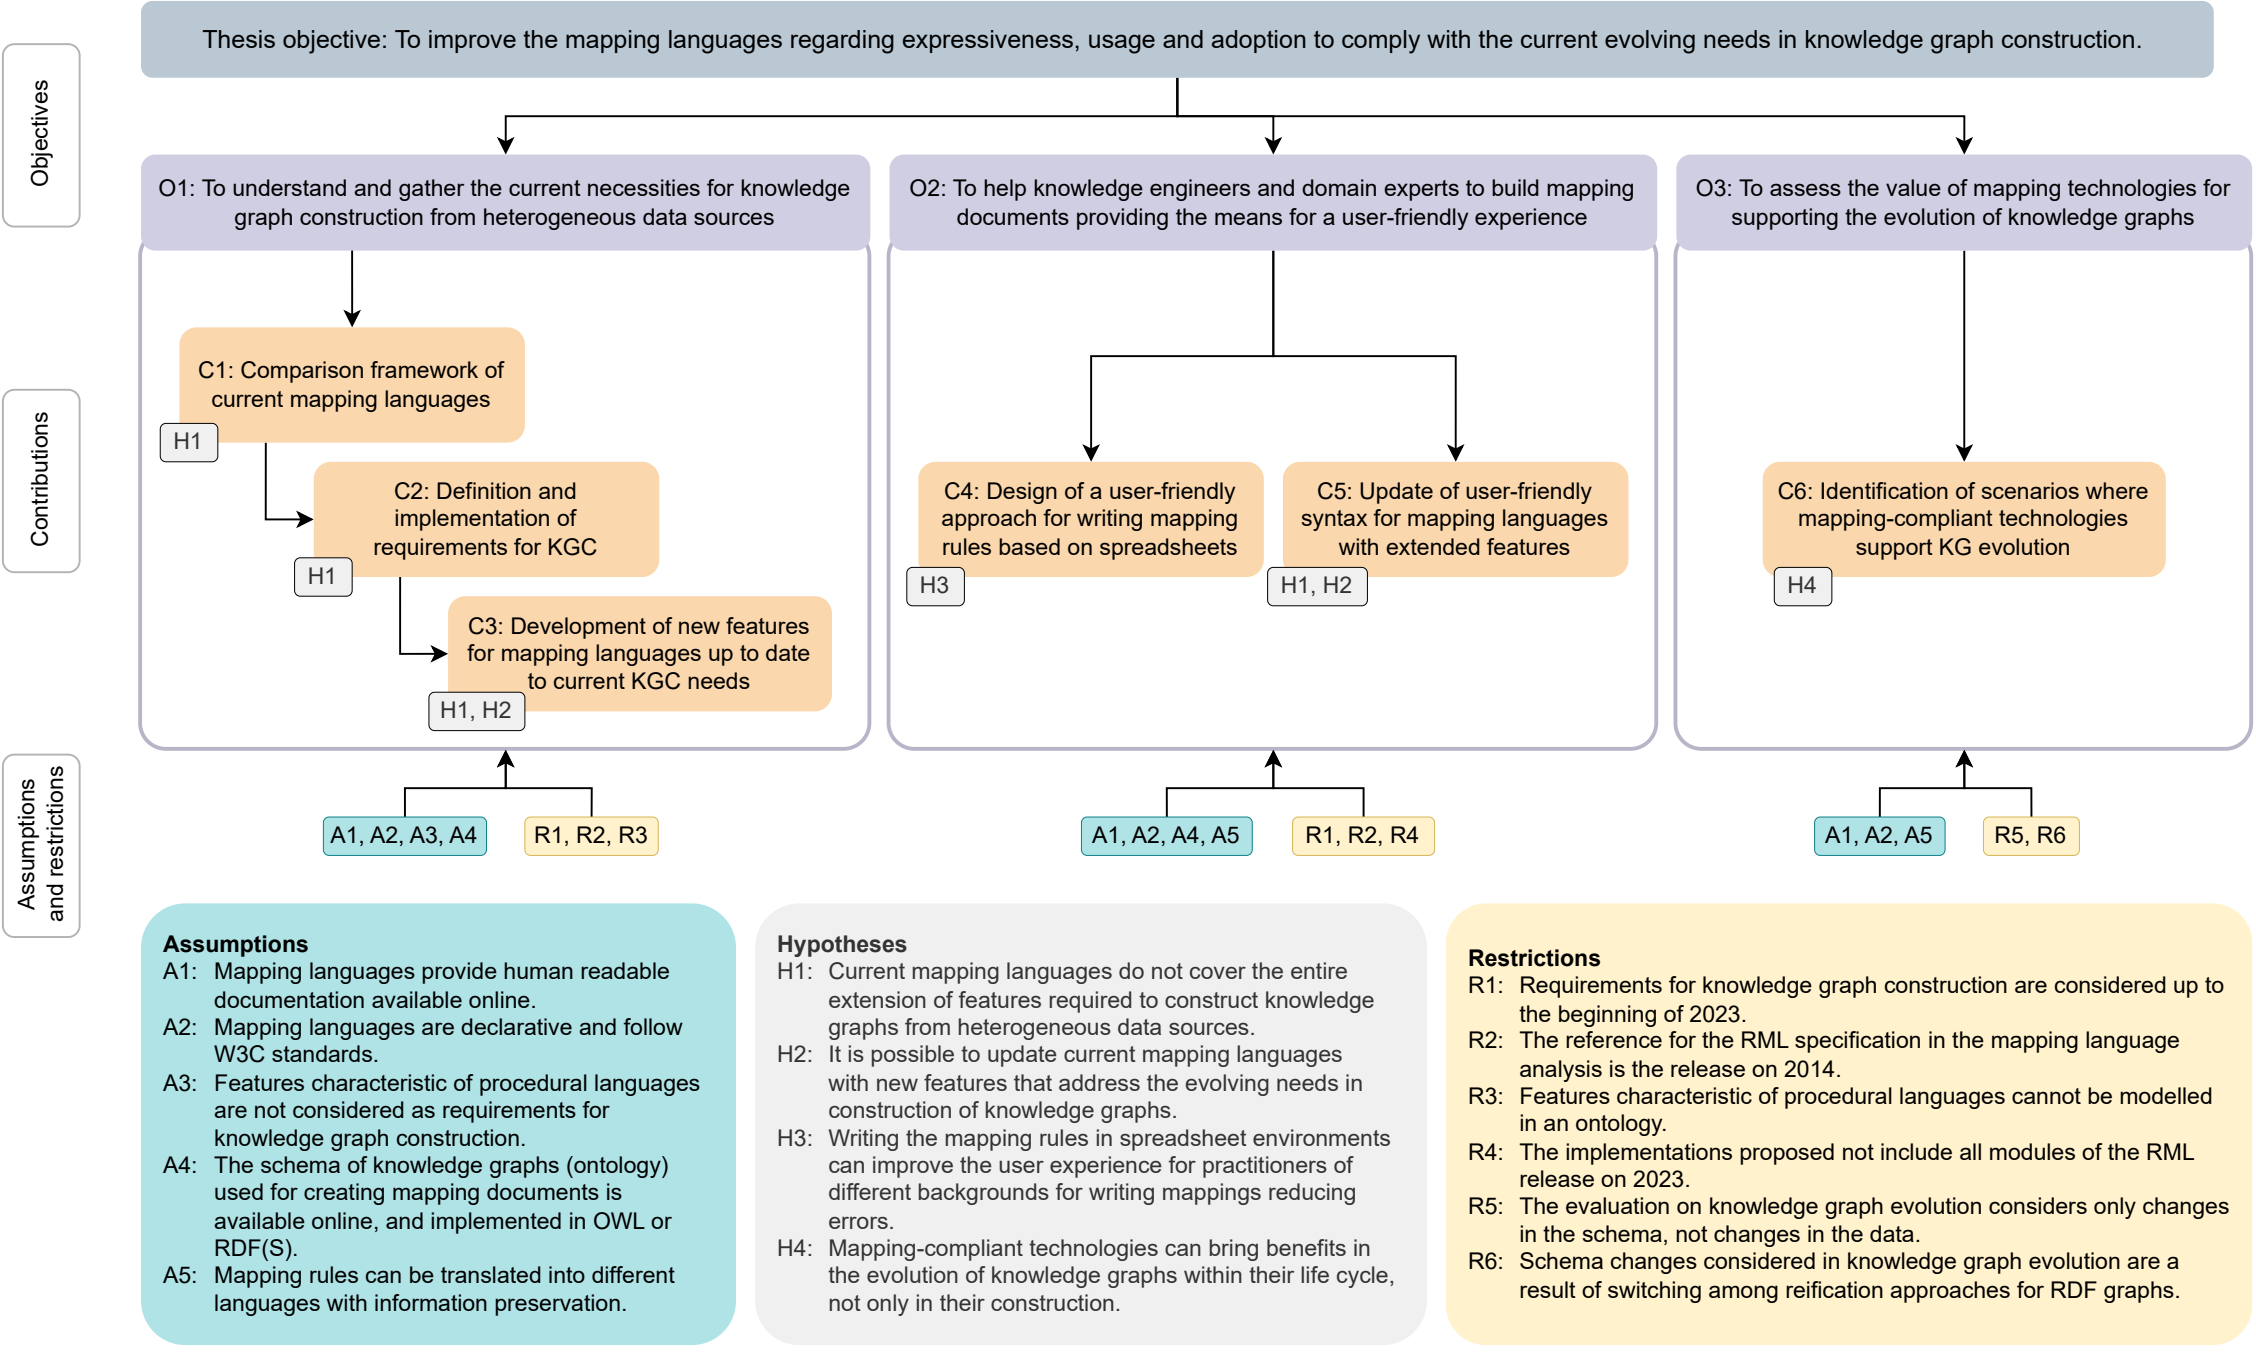 Thesis objective: To improve the mapping languages regarding expressiveness, usage and adoption to comply with the current evolving needs in knowledge graph construction.
Objectives
O1: To understand and gather the current necessities for knowledge
graph construction from heterogeneous data sources
O2: To help knowledge engineers and domain experts to build mapping
documents providing the means for a user-friendly experience
O3: To assess the value of mapping technologies for
supporting the evolution of knowledge graphs
Contributions
C1: Comparison framework of
current mapping languages
H1
C2: Definition and
implementation of
requirements for KGC
H1
C3: Development of new features
for mapping languages up to date
to current KGC needs
H1, H2
C4: Design of a user-friendly
approach for writing mapping
rules based on spreadsheets
H3
C5: Update of user-friendly
syntax for mapping languages
with extended features
H1, H2
C6: Identification of scenarios where
mapping-compliant technologies
support KG evolution
H4
Assumptions
and restrictions
A1, A2, A3, A4
R1, R2, R3
A1, A2, A4, A5
R1, R2, R4
A1, A2, A5
R5, R6
Assumptions
A1: Mapping languages provide human readable
documentation available online.
A2: Mapping languages are declarative and follow
W3C standards.
A3: Features characteristic of procedural languages
are not considered as requirements for
knowledge graph construction.
A4: The schema of knowledge graphs (ontology)
used for creating mapping documents is
available online, and implemented in OWL or
RDF(S).
A5: Mapping rules can be translated into different
languages with information preservation.
Hypotheses
H1: Current mapping languages do not cover the entire
extension of features required to construct knowledge
graphs from heterogeneous data sources.
H2: It is possible to update current mapping languages
with new features that address the evolving needs in
construction of knowledge graphs.
H3: Writing the mapping rules in spreadsheet environments
can improve the user experience for practitioners of
different backgrounds for writing mappings reducing
errors.
H4: Mapping-compliant technologies can bring benefits in
the evolution of knowledge graphs within their life cycle,
not only in their construction.
Restrictions
R1: Requirements for knowledge graph construction are considered up to
the beginning of 2023.
R2: The reference for the RML specification in the mapping language
analysis is the release on 2014.
R3: Features characteristic of procedural languages cannot be modelled
in an ontology.
R4: The implementations proposed not include all modules of the RML
release on 2023.
R5: The evaluation on knowledge graph evolution considers only changes
in the schema, not changes in the data.
R6: Schema changes considered in knowledge graph evolution are a
result of switching among reification approaches for RDF graphs.